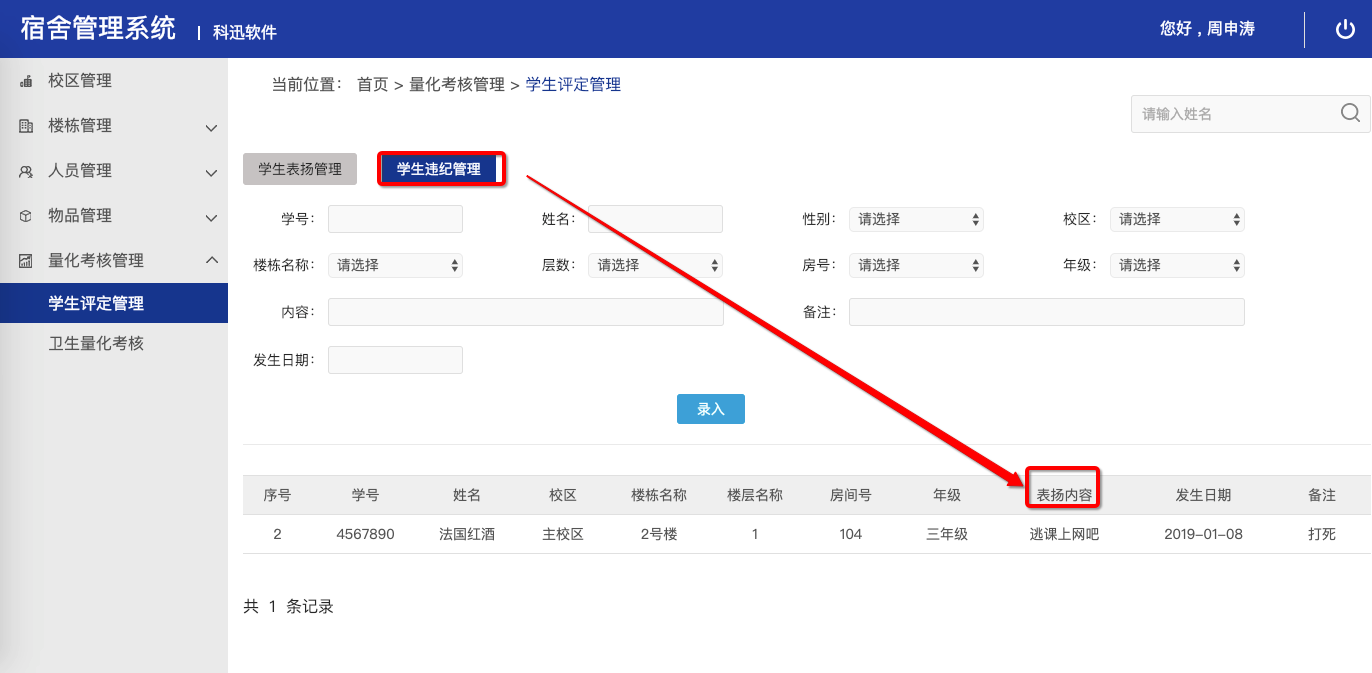 宿舍管理系统 | 科迅软件
您好，周申涛
校区管理
楼栋管理
人员管理
物品管理
量化考核管理
学生评定管理
卫生量化考核
当前位置： 首页 > 量化考核管理 > 学生评定管理
请输入姓名
学生表扬管理 学生违纪管理
学号： 姓名： 性别： 请选择 校区： 请选择
楼栋名称： 请选择 层数： 请选择 房号： 请选择 年级： 请选择
内容： 备注：
发生日期：
录入
序号 学号 姓名 校区 楼栋名称 楼层名称 房间号 年级 表扬内容 发生日期 备注
2 4567890 法国红酒 主校区 2号楼 1 104 三年级 逃课上网吧 2019-01-08 打死
共 1 条记录